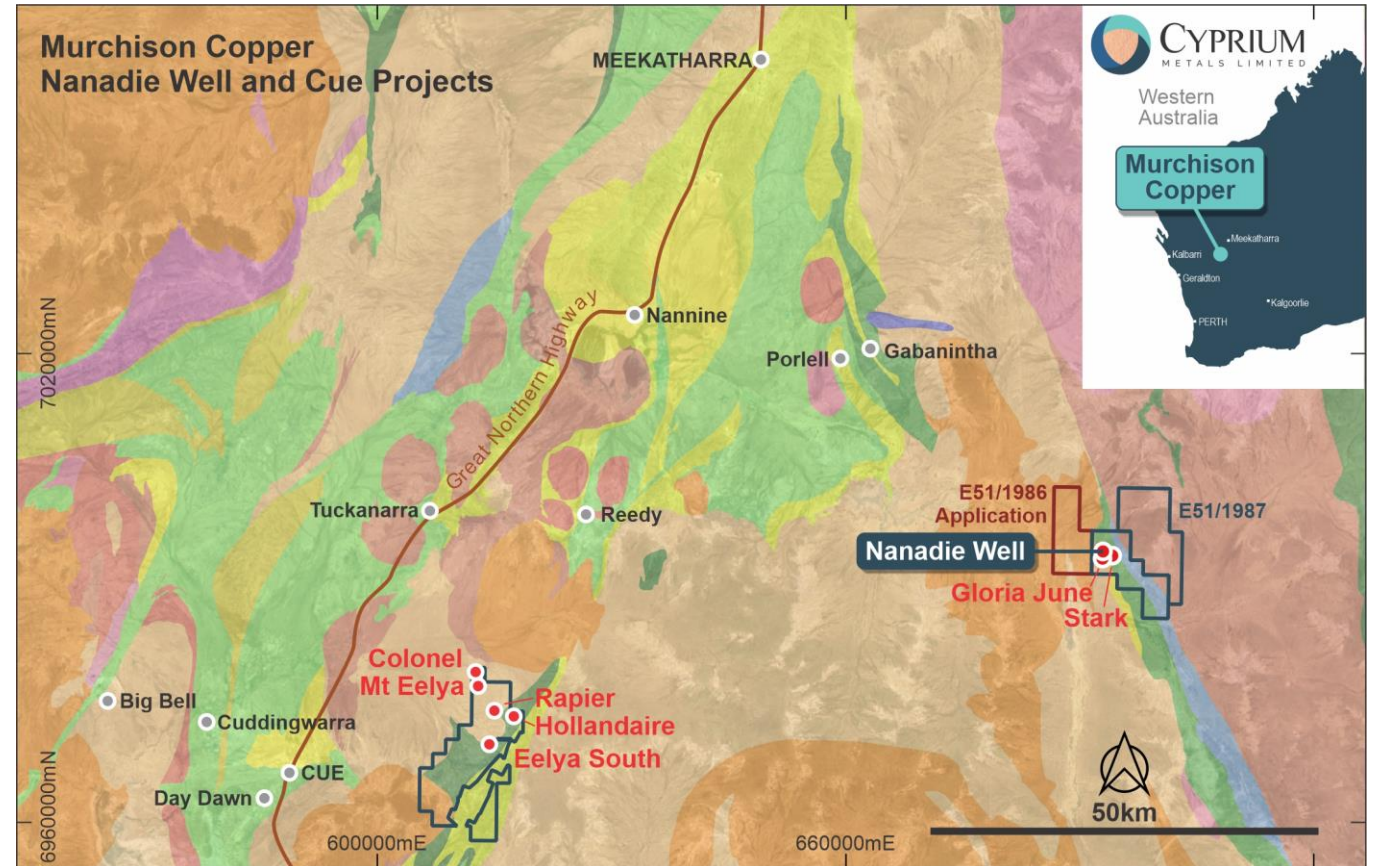 Murchison Copper
Nanadie Well and Cue Projects
MEEKATHARRA
CYPRIUM
METALS LIMITED
Western
Australia
Murchison
Copper
Meekatharra
Kalbarri
Geraldton
Kalgoorlie
PERTH
7020000mN
Great Northern Highway
Nannine
Porlell
Gabanintha
Tuckanarra
Reedy
E51/1986
Application
E51/1987
Nanadie Well
Gloria June
Stark
Colonel
Mt Eelya
Rapier
Hollandaire
Eelya South
Big Bell
Cuddingwarra
CUE
Day Dawn
6960000mN
600000mE
660000mE
50km